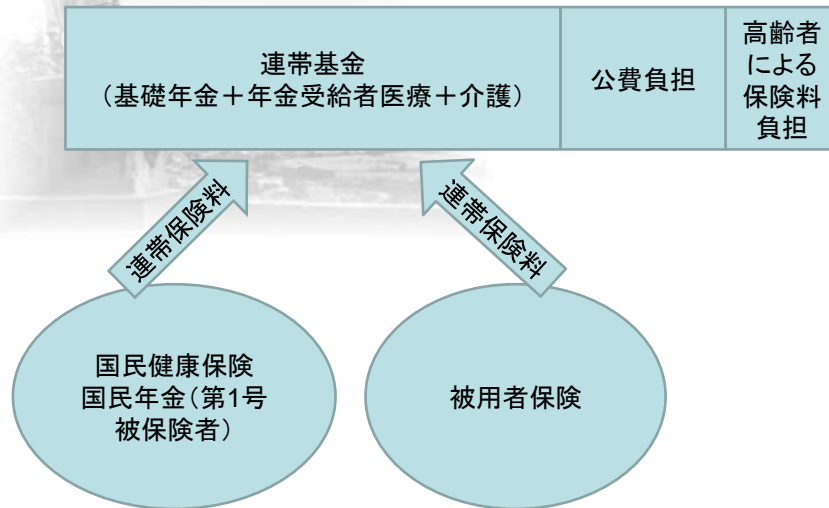 連帯基金
（基礎年金＋年金受給者医療＋介護）
公費負担
高齢者
による
保険料
負担
連帯保険料
連帯保険料
国民健康保険
国民年金（第1号
被保険者）
被用者保険